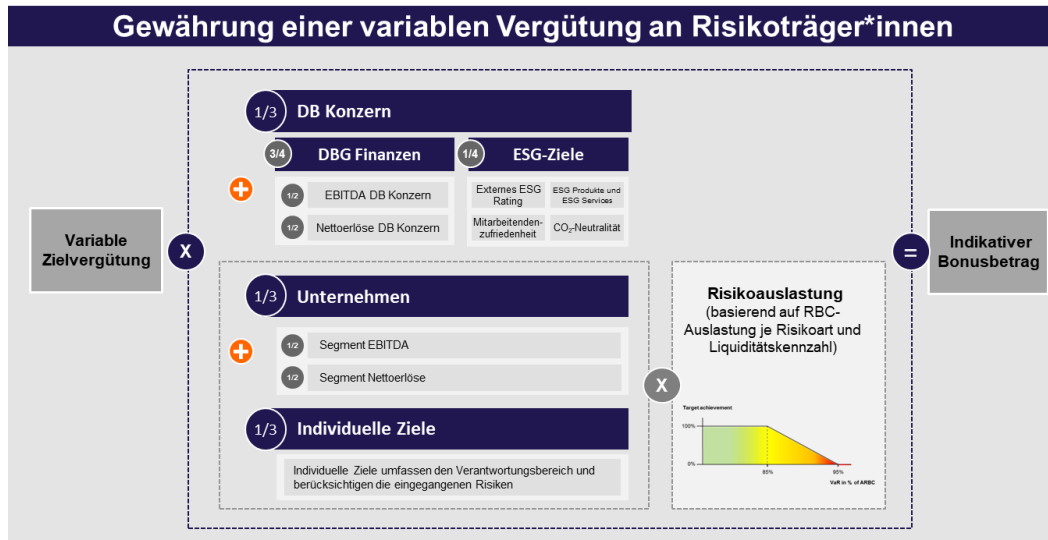 Gewährung einer variablen Vergütung an Risikoträger*innen
1/3 DB Konzern
3/4 DBG Finanzen
1/4 ESG-Ziele
1/2 EBITDA DB Konzern
1/2 Nettoerlöse DB Konzern
Externes ESG
Rating
ESG Produkte und
ESG Services
Mitarbeitenden-
zufriedenheit
CO₂-Neutralität
Variable
Zielvergütung
X
=
Indikativer
Bonusbetrag
1/3 Unternehmen
1/2 Segment EBITDA
1/2 Segment Nettoerlöse
1/3 Individuelle Ziele
Individuelle Ziele umfassen den Verantwortungsbereich und
berücksichtigen die eingegangenen Risiken
X
Risikoauslastung
(basierend auf RBC-
Auslastung je Risikoart und
Liquiditätskennzahl)
Target achievement
100%
0%
85%
95%
VaR in % of ARBC